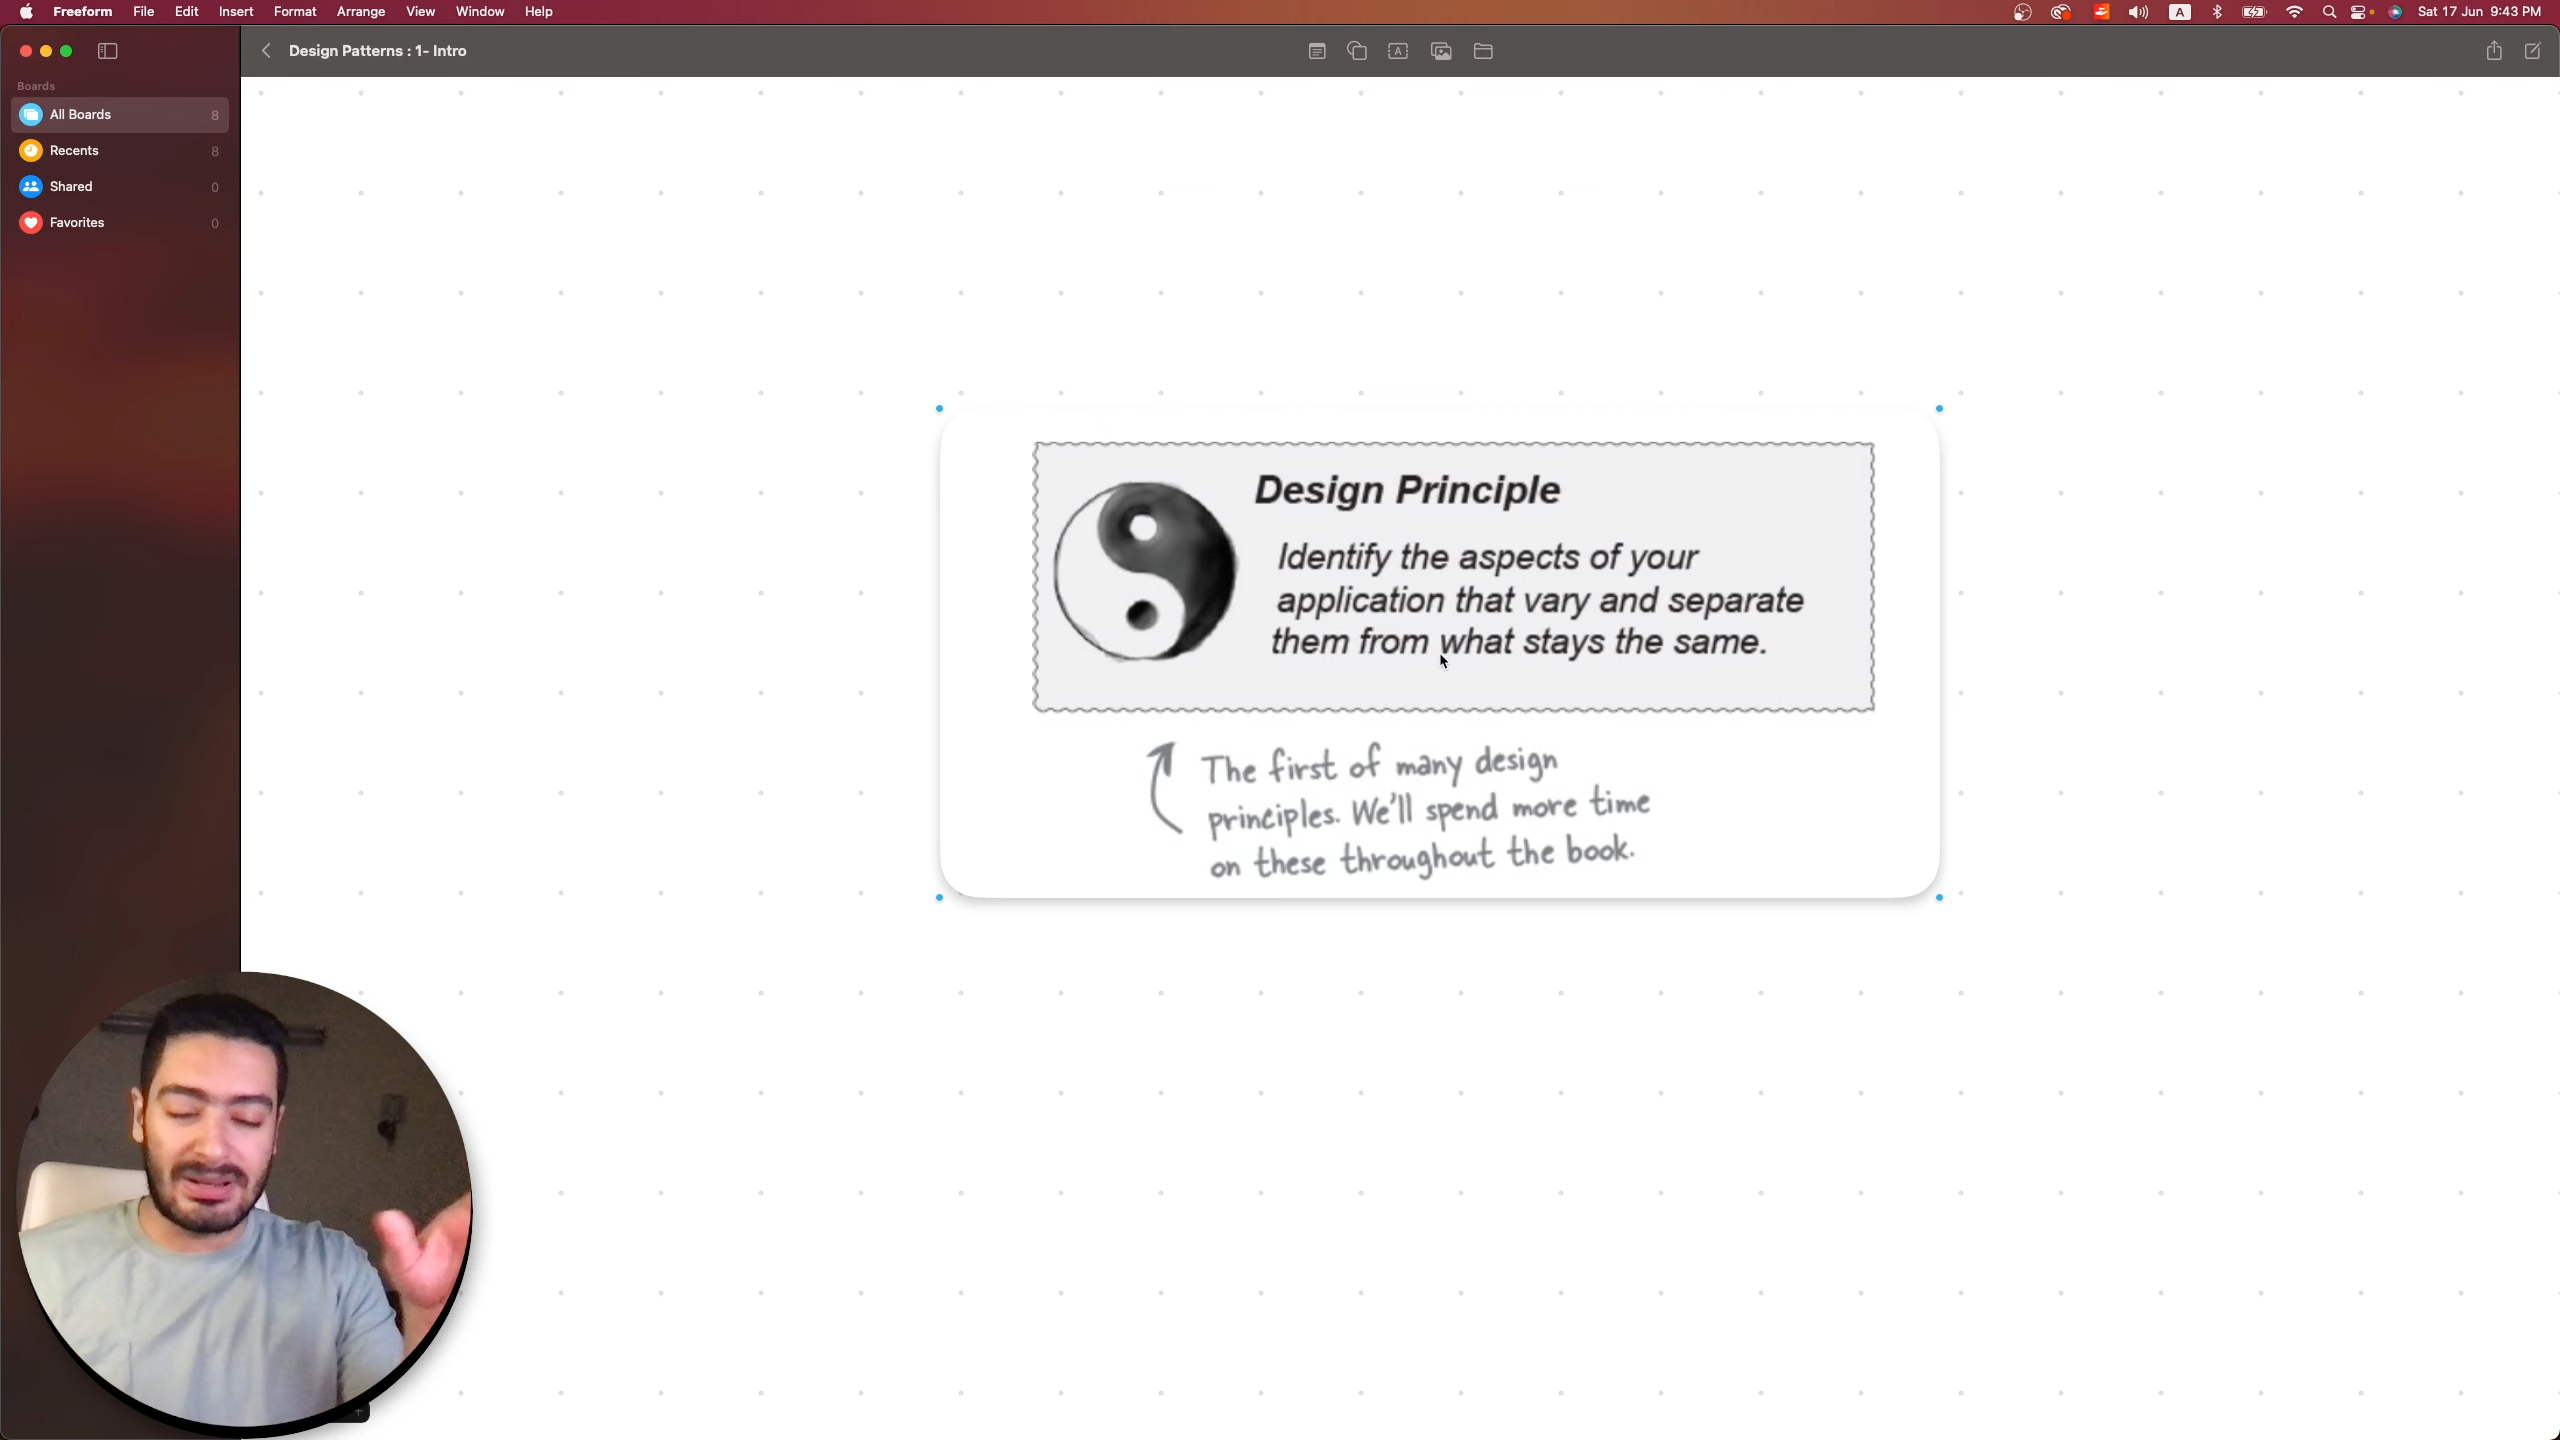 Freeform File Edit Insert Format Arrange View Window Help
A Sat 17 Jun 9:43 PM
Design Patterns : 1- Intro
A
Boards
All Boards 8
Recents 8
Shared 0
Favorites 0
Design Principle
Identify the aspects of your
application that vary and separate
them from what stays the same.
The first of many design
principles. We'll spend more time
on these throughout the book.